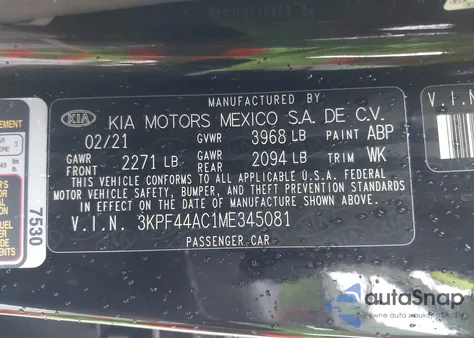 MANUFACTURED BY
KIA KIA MOTORS MEXICO S.A. DE C.V.
02/21 GVWR 3968 LB PAINT ABP
GAWR FRT 2271 LB GAWR REAR 2094 LB TRIM WK
THIS VEHICLE CONFORMS TO ALL APPLICABLE U.S.A. FEDERAL
MOTOR VEHICLE SAFETY, BUMPER, AND THEFT PREVENTION STANDARDS
IN EFFECT ON THE DATE OF MANUFACTURE SHOWN ABOVE.
V.I.N. 3KPF44AC1ME345081
PASSENGER CAR
7530
V.I.N
autoSnap